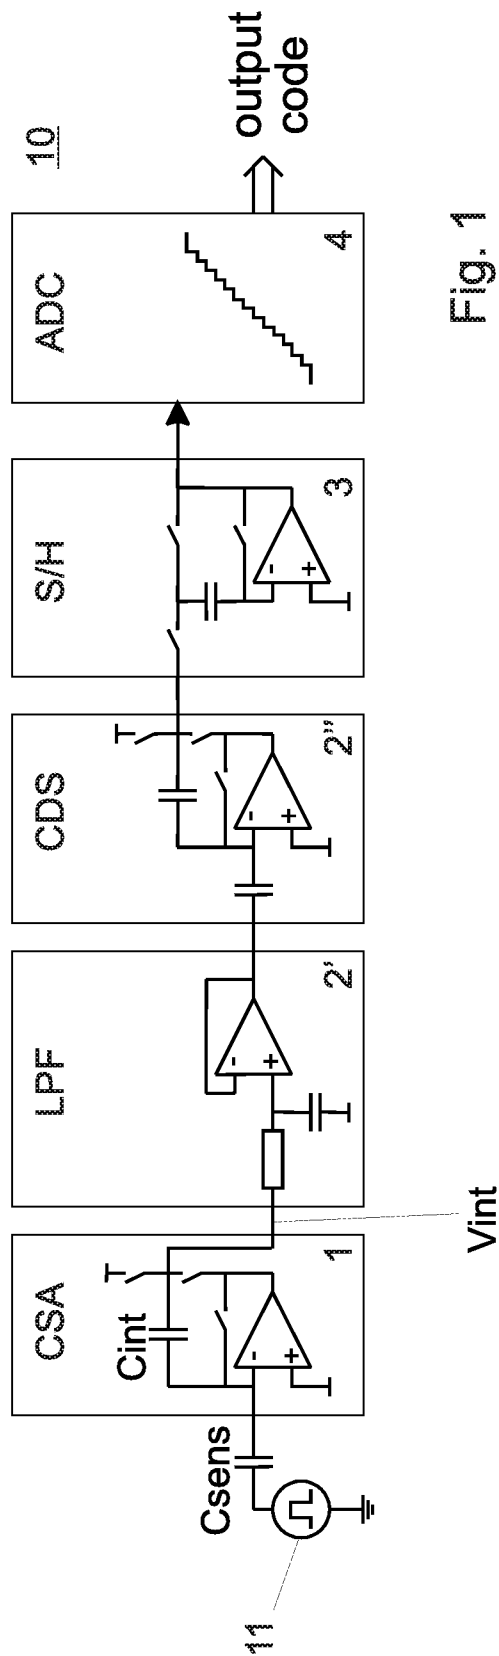 10
CSA
LPF
CDS
S/H
ADC
Cint
Csens
-
+
-
+
-
+
-
+
output
code
1
2'
2"
3
4
11
Vint
Fig. 1